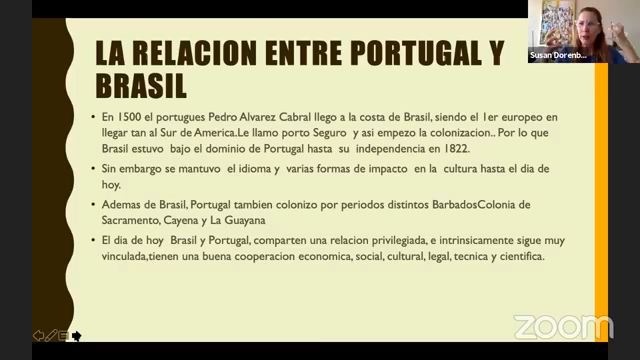 Susan Dorenb...
LA RELACION ENTRE PORTUGAL Y
BRASIL
• En 1500 el portugues Pedro Alvarez Cabral llego a la costa de Brasil, siendo el 1er europeo en
llegar tan al Sur de America.Le llamo porto Seguro y asi empezo la colonizacion.. Por lo que
Brasil estuvo bajo el dominio de Portugal hasta su independencia en 1822.
• Sin embargo se mantuvo el idioma y varias formas de impacto en la cultura hasta el dia de
hoy.
• Ademas de Brasil, Portugal tambien colonizo por periodos distintos BarbadosColonia de
Sacramento, Cayena y La Guayana
• El dia de hoy Brasil y Portugal, comparten una relacion privilegiada, e intrinsicamente sigue muy
vinculada,tienen una buena cooperacion economica, social, cultural, legal, tecnica y cientifica.
zoom